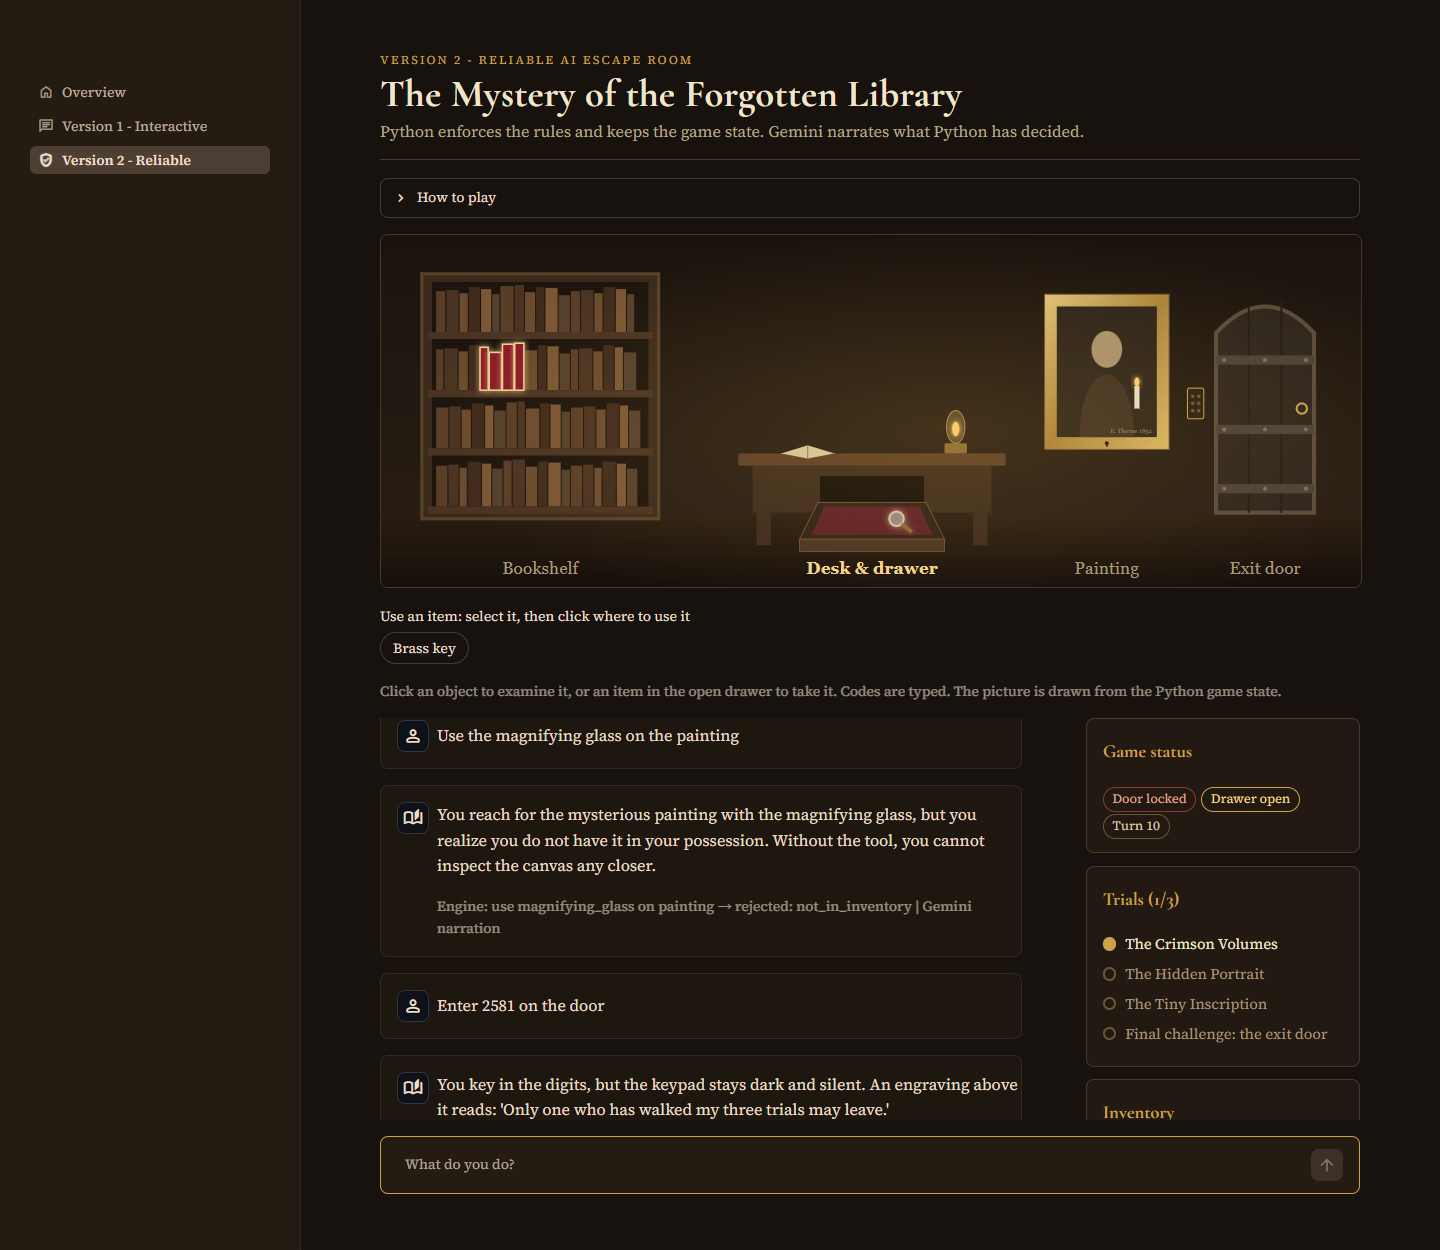 Overview
Version 1 - Interactive
Version 2 - Reliable
VERSION 2 - RELIABLE AI ESCAPE ROOM
The Mystery of the Forgotten Library
Python enforces the rules and keeps the game state. Gemini narrates what Python has decided.
How to play
E. Thorne 1852
Bookshelf
Desk & drawer
Painting
Exit door
Use an item: select it, then click where to use it
Brass key
Click an object to examine it, or an item in the open drawer to take it. Codes are typed. The picture is drawn from the Python game state.
Use the magnifying glass on the painting
You reach for the mysterious painting with the magnifying glass, but you
realize you do not have it in your possession. Without the tool, you cannot
inspect the canvas any closer.
Engine: use magnifying_glass on painting → rejected: not_in_inventory | Gemini
narration
Enter 2581 on the door
You key in the digits, but the keypad stays dark and silent. An engraving above
it reads: 'Only one who has walked my three trials may leave.'
Game status
Door locked
Drawer open
Turn 10
Trials (1/3)
The Crimson Volumes
The Hidden Portrait
The Tiny Inscription
Final challenge: the exit door
Inventory
What do you do?